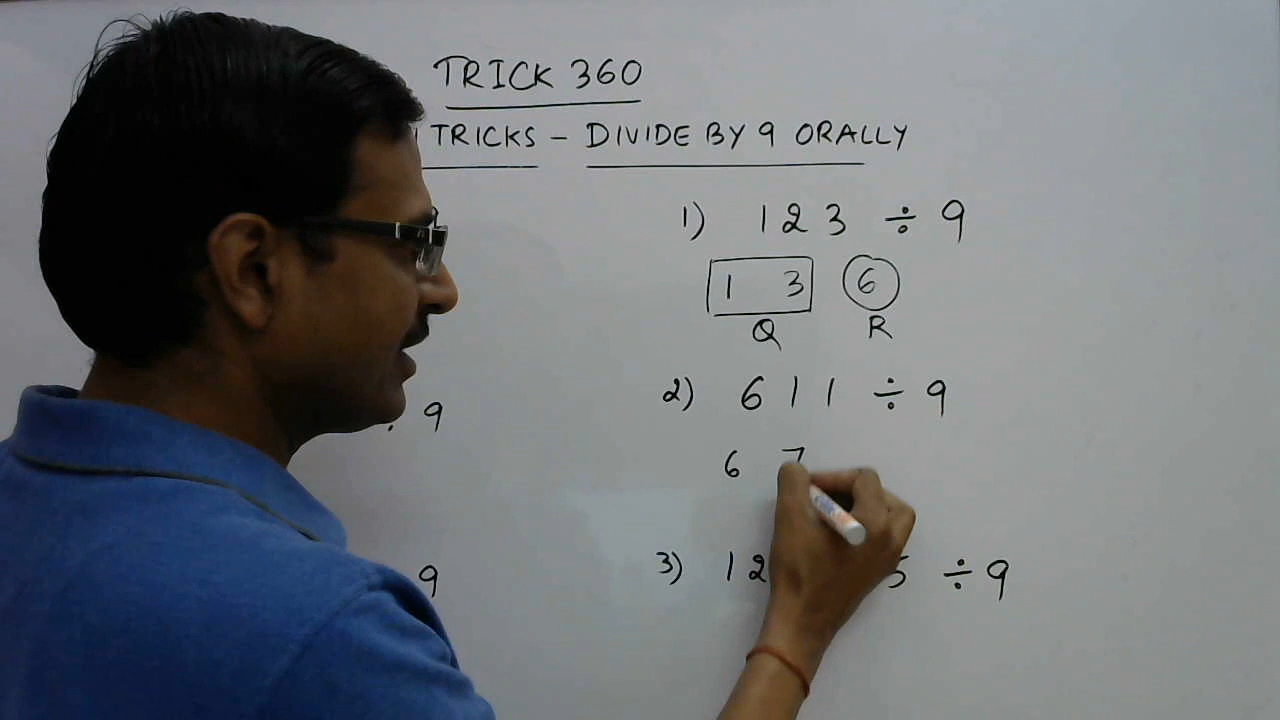 TRICK 360
TRICKS – DIVIDE BY 9 ORALLY
1) 1 2 3 ÷ 9
1 3 6
Q R
2) 6 1 1 ÷ 9
9
6 7
3) 1 2 5 ÷ 9
9